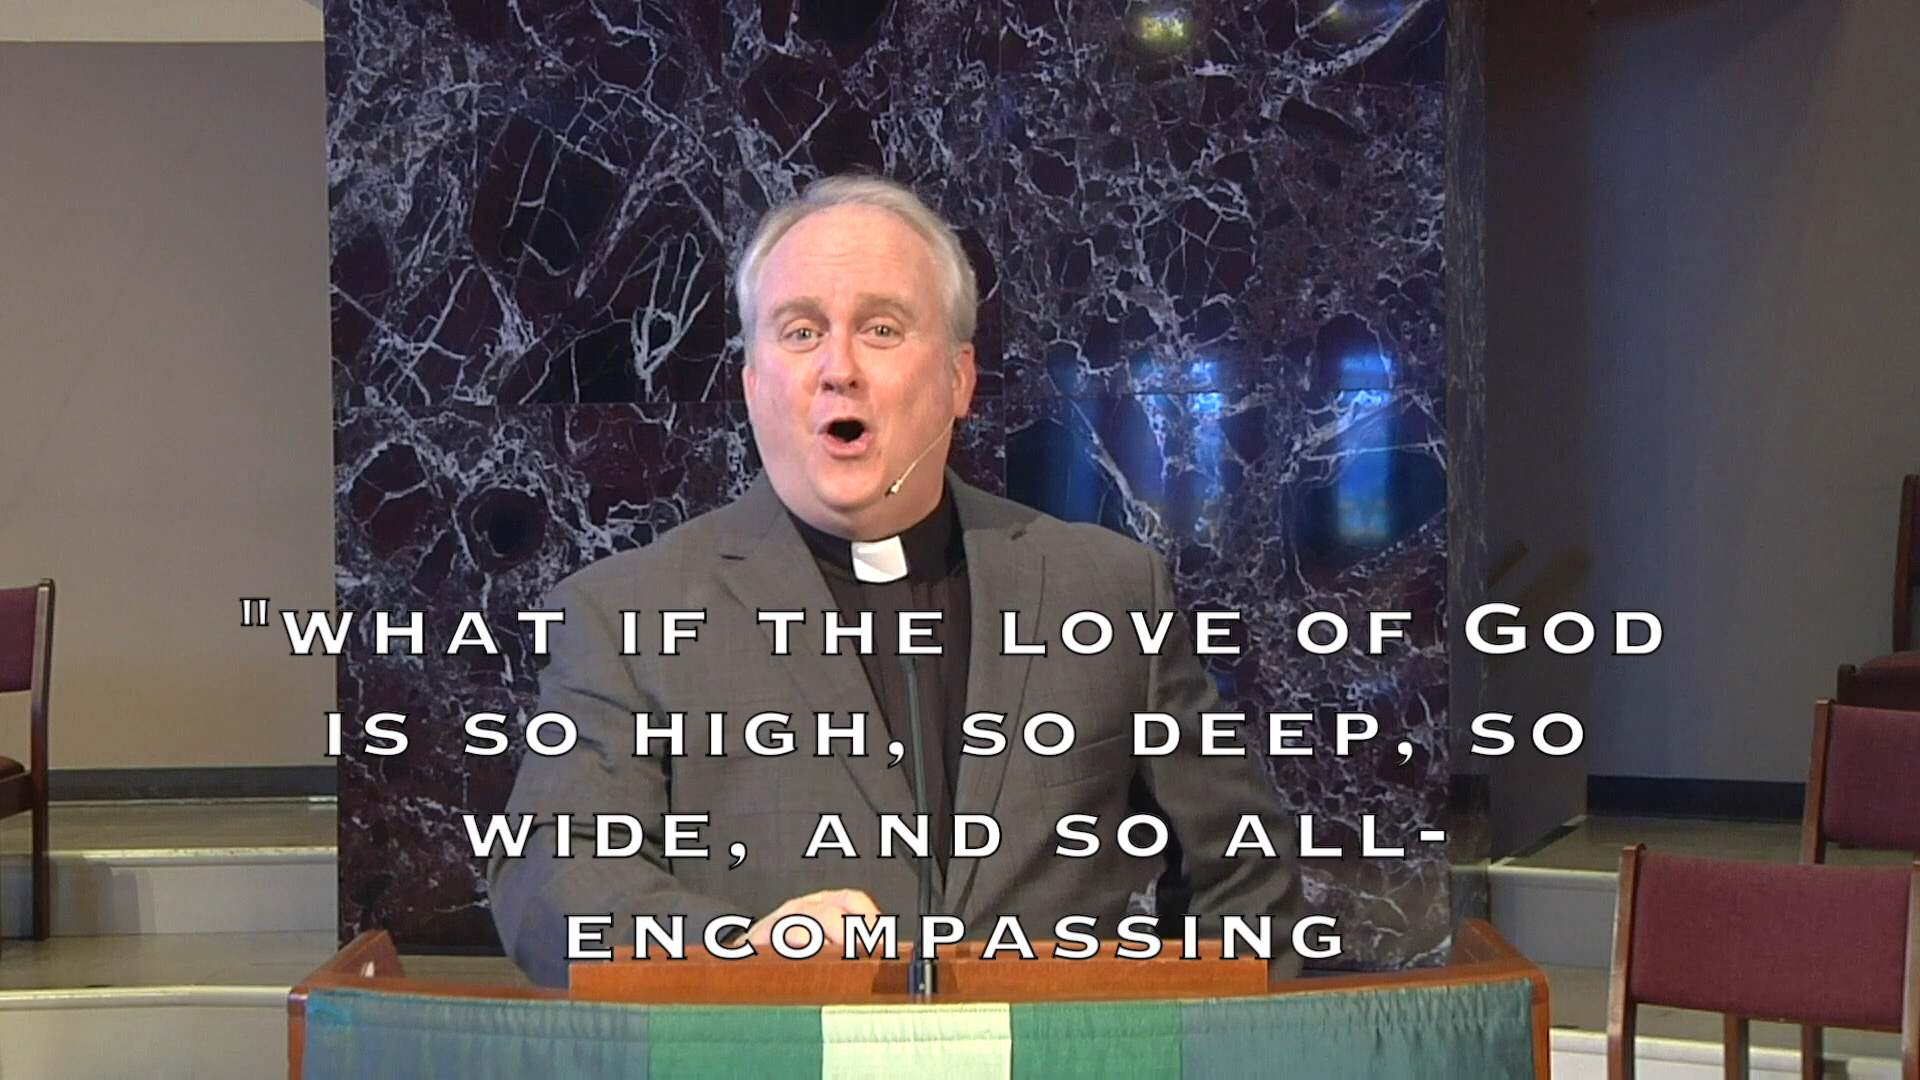 "what if the love of God
is so high, so deep, so
wide, and so all-
encompassing